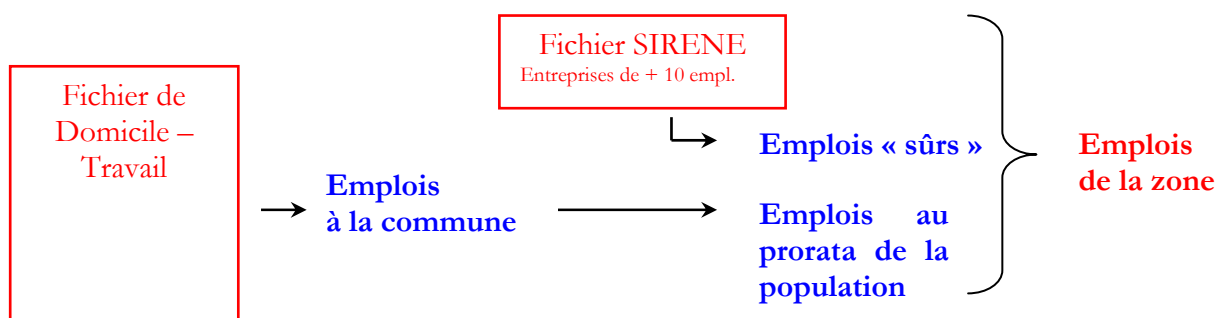 Fichier de
Domicile –
Travail
Emplois
à la commune
Fichier SIRENE
Entreprises de + 10 empl.
Emplois « sûrs »
Emplois au
prorata de la
population
Emplois
de la zone